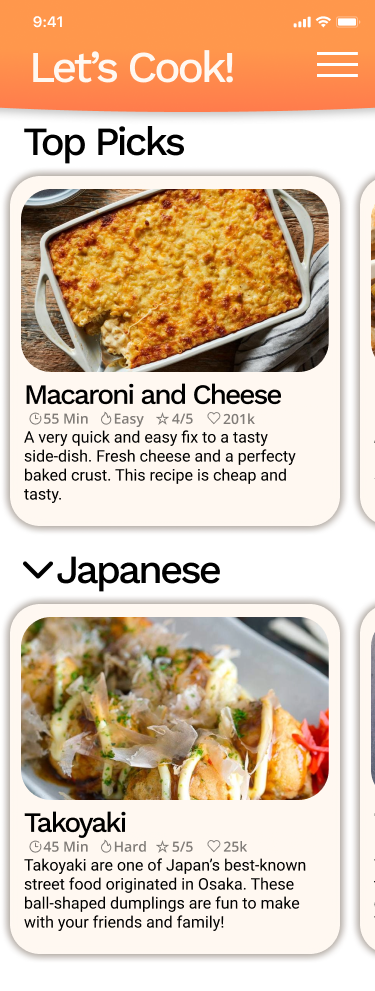 9:41
Let's Cook!
Top Picks
Macaroni and Cheese
55 Min Easy 4/5 201k
A very quick and easy fix to a tasty
side-dish. Fresh cheese and a perfecty
baked crust. This recipe is cheap and
tasty.
Japanese
Takoyaki
45 Min Hard 5/5 25k
Takoyaki are one of Japan's best-known
street food originated in Osaka. These
ball-shaped dumplings are fun to make
with your friends and family!